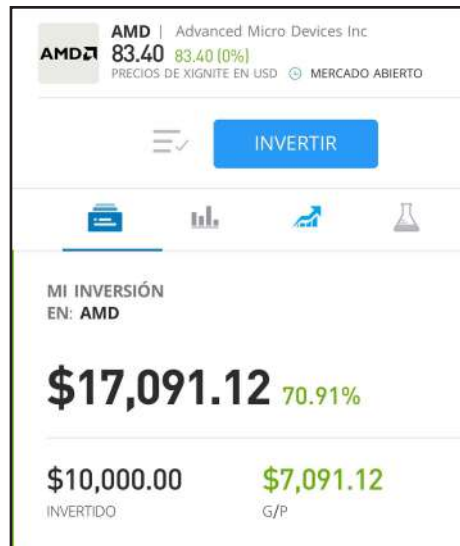 AMD
AMD | Advanced Micro Devices Inc
83.40 83.40 (0%)
PRECIOS DE XIGNITE EN USD MERCADO ABIERTO
INVERTIR
MI INVERSIÓN
EN: AMD
$17,091.12 70.91%
$10,000.00 $7,091.12
INVERTIDO G/P